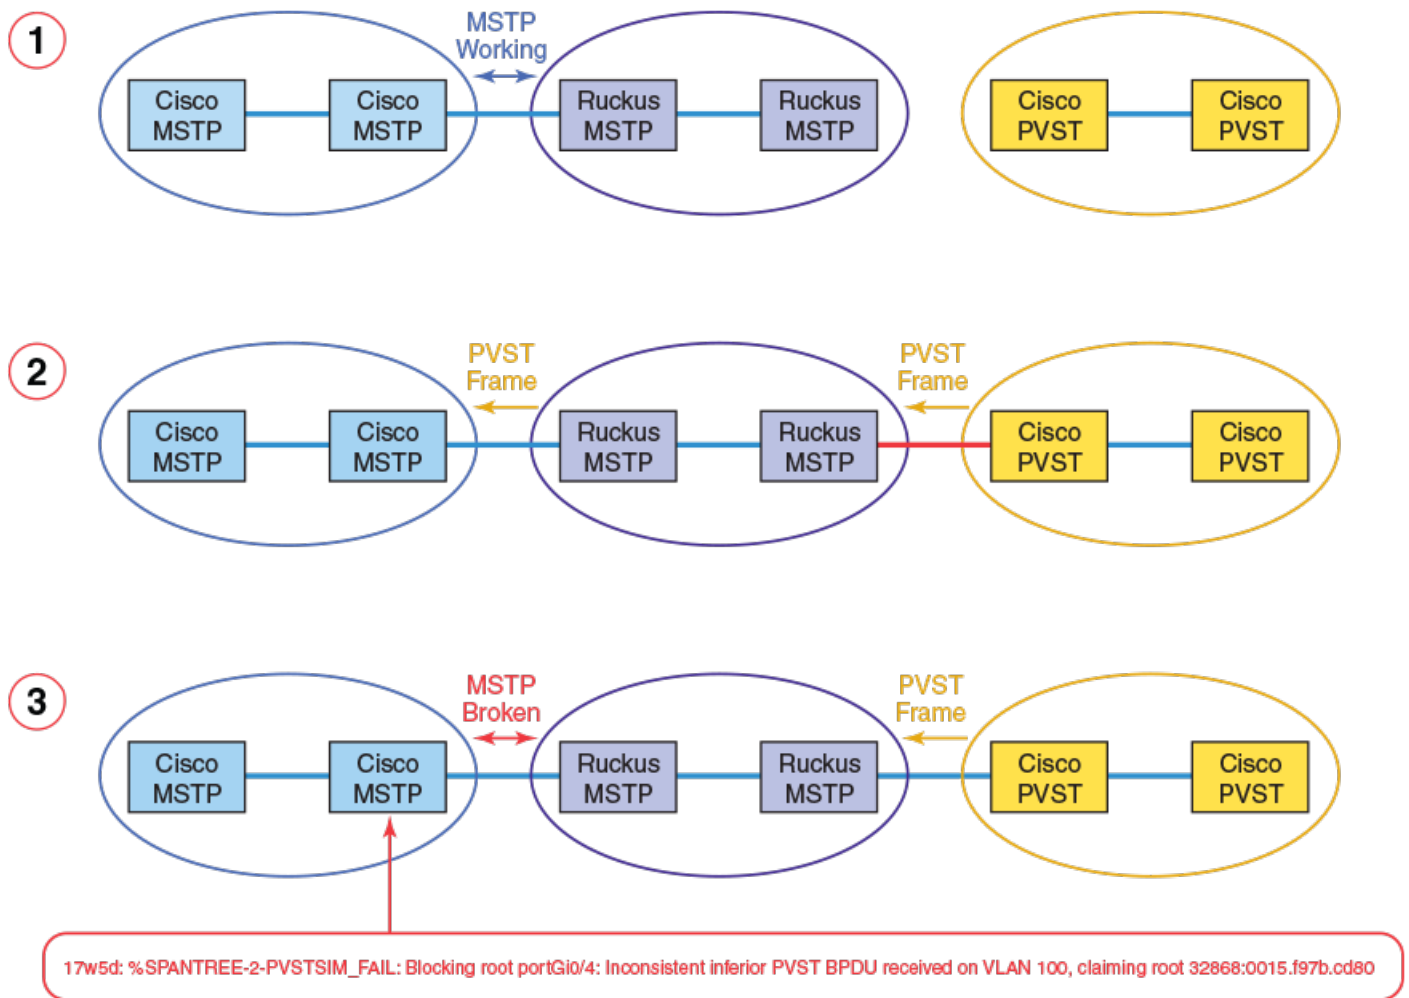 1
MSTP
Working
Cisco
MSTP
Cisco
MSTP
Ruckus
MSTP
Ruckus
MSTP
Cisco
PVST
Cisco
PVST
2
PVST
Frame
PVST
Frame
Cisco
MSTP
Cisco
MSTP
Ruckus
MSTP
Ruckus
MSTP
Cisco
PVST
Cisco
PVST
3
MSTP
Broken
PVST
Frame
Cisco
MSTP
Cisco
MSTP
Ruckus
MSTP
Ruckus
MSTP
Cisco
PVST
Cisco
PVST
17w5d: %SPANTREE-2-PVSTSIM_FAIL: Blocking root portGi0/4: Inconsistent inferior PVST BPDU received on VLAN 100, claiming root 32868:0015.f97b.cd80